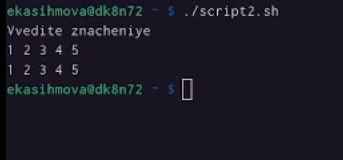 ekasihmova@dk8n72 ~ $ ./script2.sh
Vvedite znacheniye
1 2 3 4 5
1 2 3 4 5
ekasihmova@dk8n72 ~ $